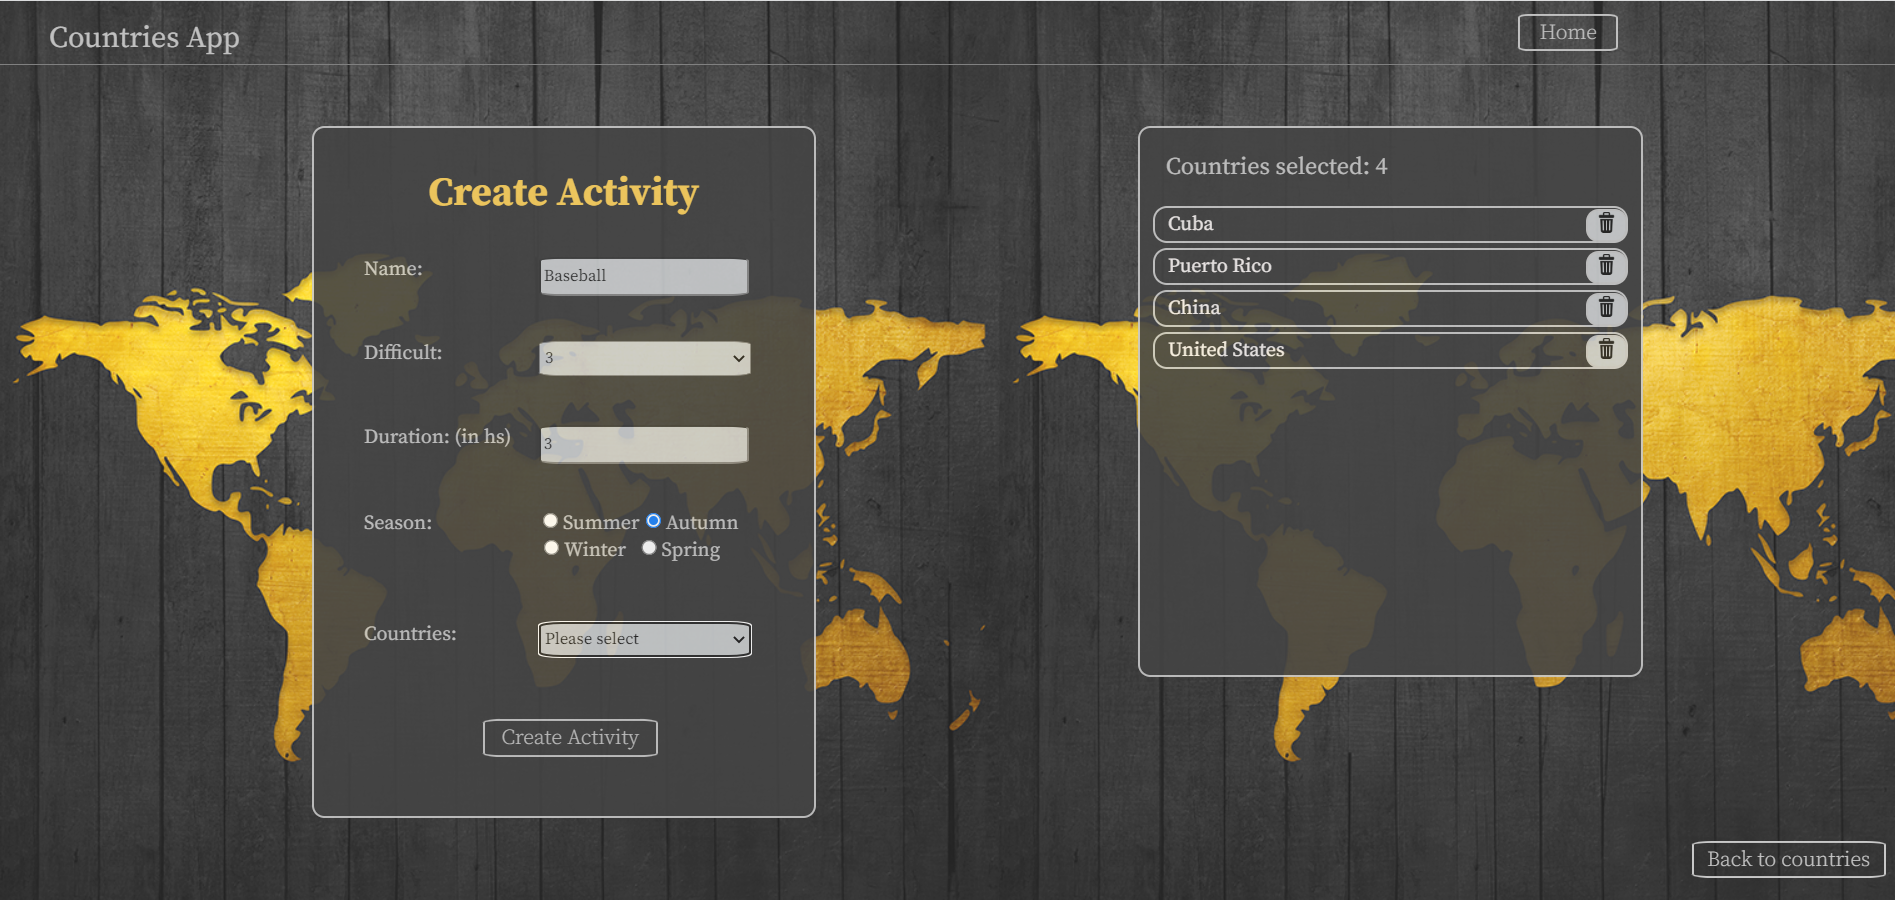 Countries App
Home
Create Activity
Name:
Baseball
Difficult:
3
Duration: (in hs)
3
Season:
Summer Autumn
Winter Spring
Countries:
Please select
Create Activity
Countries selected: 4
Cuba
Puerto Rico
China
United States
Back to countries